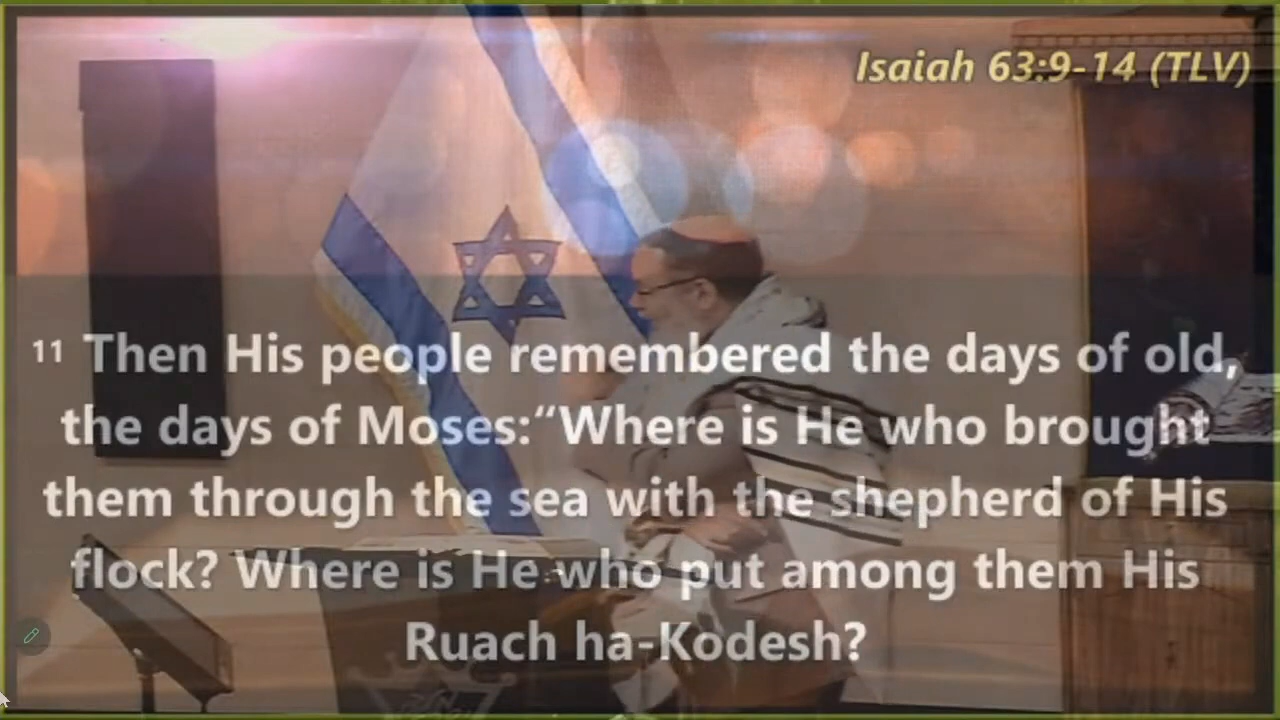 Isaiah 63:9-14 (TLV)
11 Then His people remembered the days of old,
the days of Moses:“Where is He who brought
them through the sea with the shepherd of His
flock? Where is He who put among them His
Ruach ha-Kodesh?